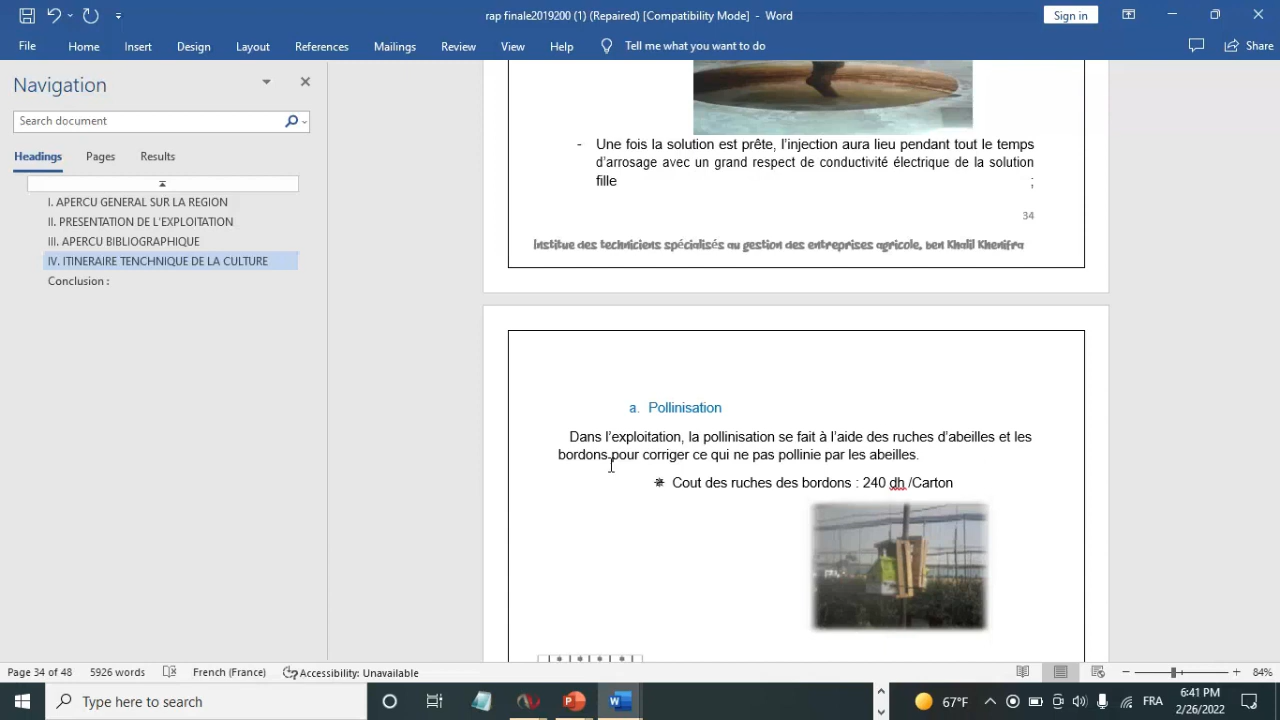 rap finale2019200 (1) (Repaired) [Compatibility Mode] - Word
Sign in
File Home Insert Design Layout References Mailings Review View Help Tell me what you want to do Share
Navigation
Search document
Headings Pages Results
I. APERCU GENERAL SUR LA REGION
II. PRESENTATION DE L'EXPLOITATION
III. APERCU BIBLIOGRAPHIQUE
IV. ITINERAIRE TENCHNIQUE DE LA CULTURE
Conclusion :
- Une fois la solution est prête, l'injection aura lieu pendant tout le temps
d'arrosage avec un grand respect de conductivité électrique de la solution
fille ;
34
Institue des techniciens spécialisés au gestion des entreprises agricole, ben Khalil Khenifra
a. Pollinisation
Dans l'exploitation, la pollinisation se fait à l'aide des ruches d'abeilles et les
bordons pour corriger ce qui ne pas pollinie par les abeilles.
Cout des ruches des bordons : 240 dh /Carton
Page 34 of 48 5926 words French (France) Accessibility: Unavailable 84%
Type here to search
67°F FRA
6:41 PM
2/26/2022